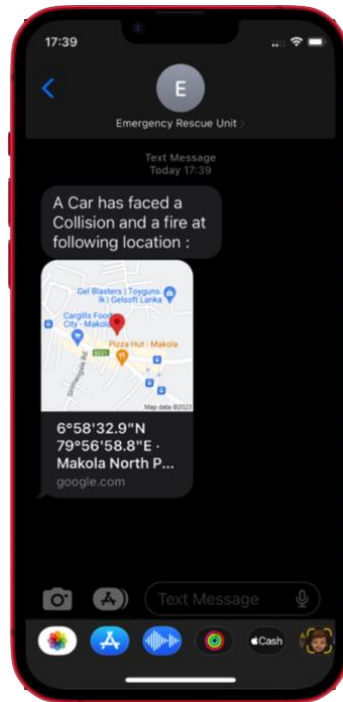 17:39
E
Emergency Rescue Unit
Text Message
Today 17:39
A Car has faced a
Collision and a fire at
following location :
Gel Blasters | Toyguns.
lk | Gelsoft Lanka
Cargills Food
City - Makola
Pizza Hut - Makola
Map data ©2023
6°58'32.9"N
79°56'58.8"E ·
Makola North P...
google.com
Text Message
Cash